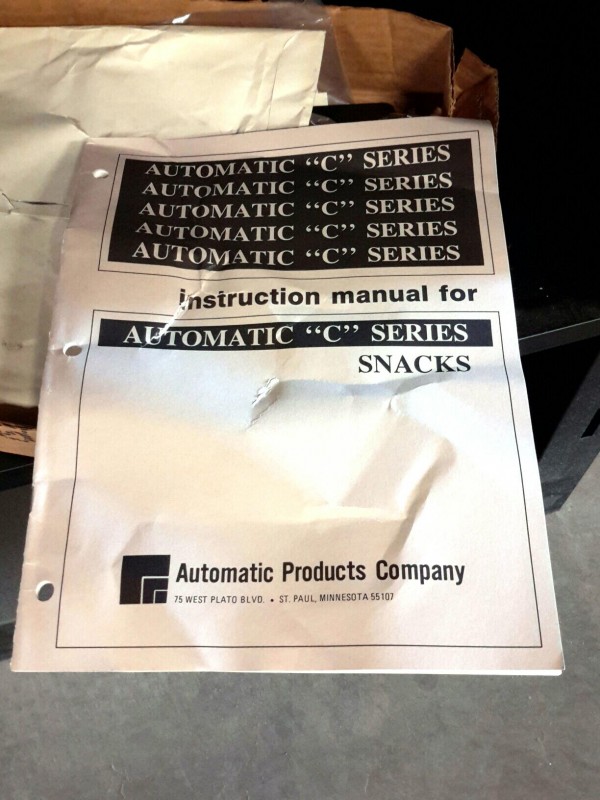 AUTOMATIC “C” SERIES
AUTOMATIC “C” SERIES
AUTOMATIC “C” SERIES
AUTOMATIC “C” SERIES
AUTOMATIC “C” SERIES
instruction manual for
AUTOMATIC “C” SERIES
SNACKS
Automatic Products Company
75 WEST PLATO BLVD. • ST. PAUL, MINNESOTA 55107